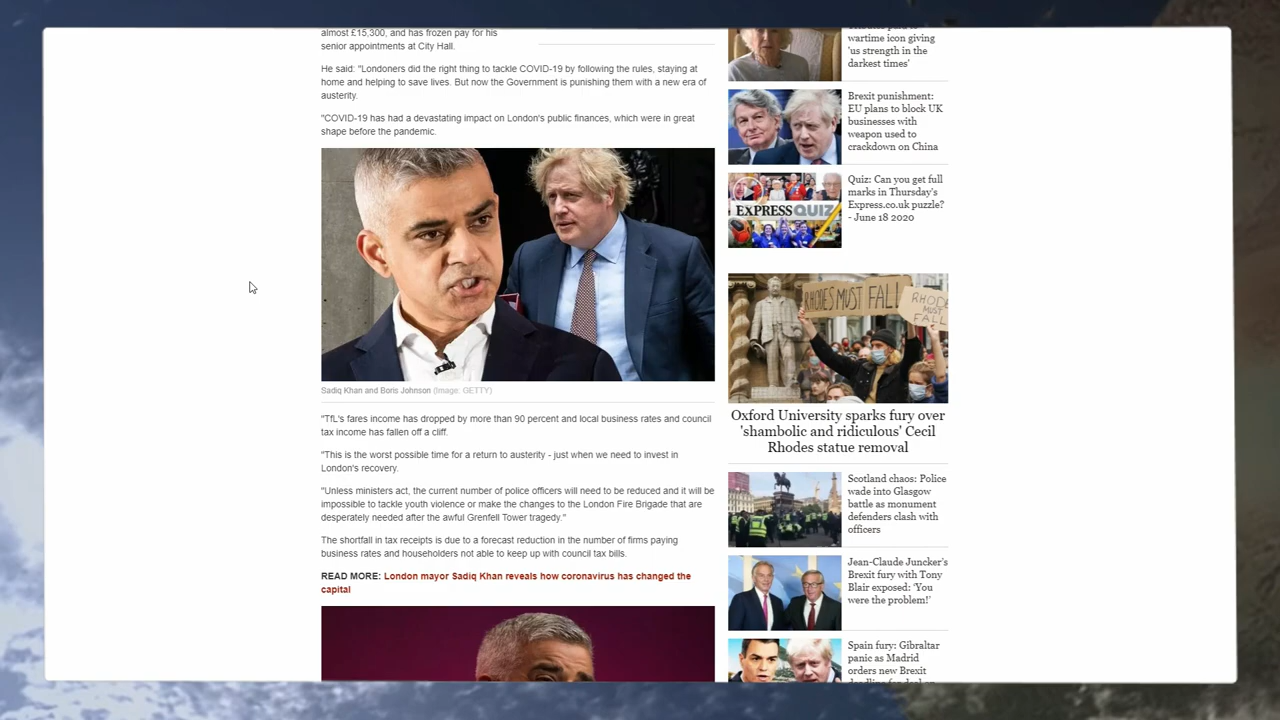 almost £15,300, and has frozen pay for his
senior appointments at City Hall.
He said: "Londoners did the right thing to tackle COVID-19 by following the rules, staying at
home and helping to save lives. But now the Government is punishing them with a new era of
austerity.
"COVID-19 has had a devastating impact on London's public finances, which were in great
shape before the pandemic.
Sadiq Khan and Boris Johnson (Image: GETTY)
"TfL's fares income has dropped by more than 90 percent and local business rates and council
tax income has fallen off a cliff.
"This is the worst possible time for a return to austerity - just when we need to invest in
London's recovery.
"Unless ministers act, the current number of police officers will need to be reduced and it will be
impossible to tackle youth violence or make the changes to the London Fire Brigade that are
desperately needed after the awful Grenfell Tower tragedy."
The shortfall in tax receipts is due to a forecast reduction in the number of firms paying
business rates and householders not able to keep up with council tax bills.
READ MORE: London mayor Sadiq Khan reveals how coronavirus has changed the
capital
wartime icon giving
'us strength in the
darkest times'
Brexit punishment:
EU plans to block UK
businesses with
weapon used to
crackdown on China
EXPRESS QUIZ
Quiz: Can you get full
marks in Thursday's
Express.co.uk puzzle?
- June 18 2020
RHODES MUST FALL
RHODE
MUST
FALL
Oxford University sparks fury over
'shambolic and ridiculous' Cecil
Rhodes statue removal
Scotland chaos: Police
wade into Glasgow
battle as monument
defenders clash with
officers
Jean-Claude Juncker's
Brexit fury with Tony
Blair exposed: 'You
were the problem!'
Spain fury: Gibraltar
panic as Madrid
orders new Brexit